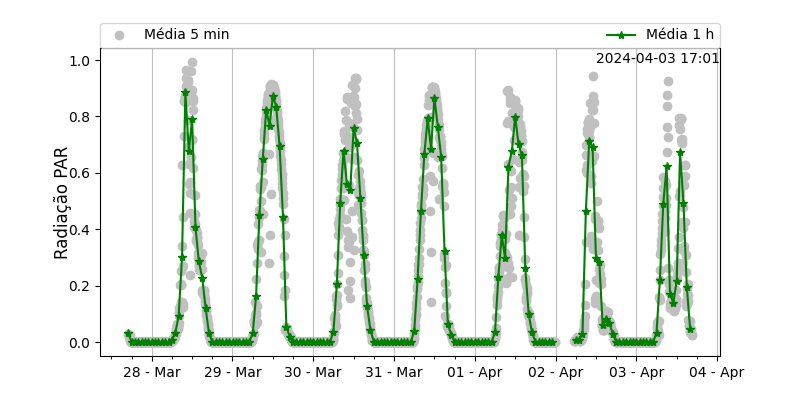 Média 5 min
Média 1 h
2024-04-03 17:01
Radiação PAR
1.0
0.8
0.6
0.4
0.2
0.0
28 - Mar
29 - Mar
30 - Mar
31 - Mar
01 - Apr
02 - Apr
03 - Apr
04 - Apr